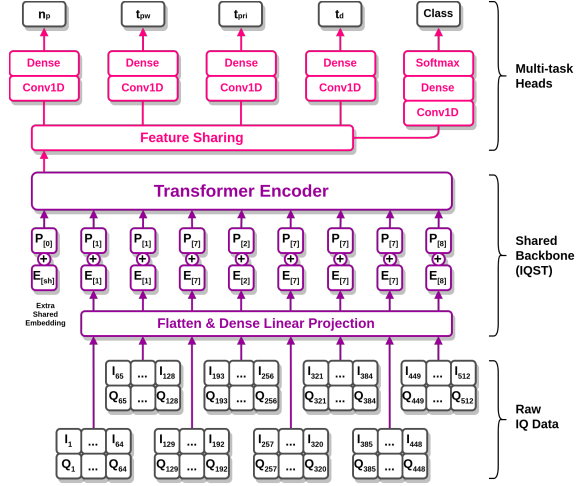 np tpw tpri td Class
Dense Dense Dense Dense Softmax
Conv1D Conv1D Conv1D Conv1D Dense
Conv1D
Feature Sharing
Multi-task
Heads
Transformer Encoder
P[0] P[1] P[1] P[7] P[2] P[7] P[7] P[7] P[8]
+ + + + + + + + +
E[sh] E[1] E[1] E[7] E[2] E[7] E[7] E[7] E[8]
Extra
Shared
Embedding
Flatten & Dense Linear Projection
Shared
Backbone
(IQST)
I65 ... I128 I193 ... I256 I321 ... I384 I449 ... I512
Q65 ... Q128 Q193 ... Q256 Q321 ... Q384 Q449 ... Q512
I1 ... I64 I129 ... I192 I257 ... I320 I385 ... I448
Q1 ... Q64 Q129 ... Q192 Q257 ... Q320 Q385 ... Q448
Raw
IQ Data